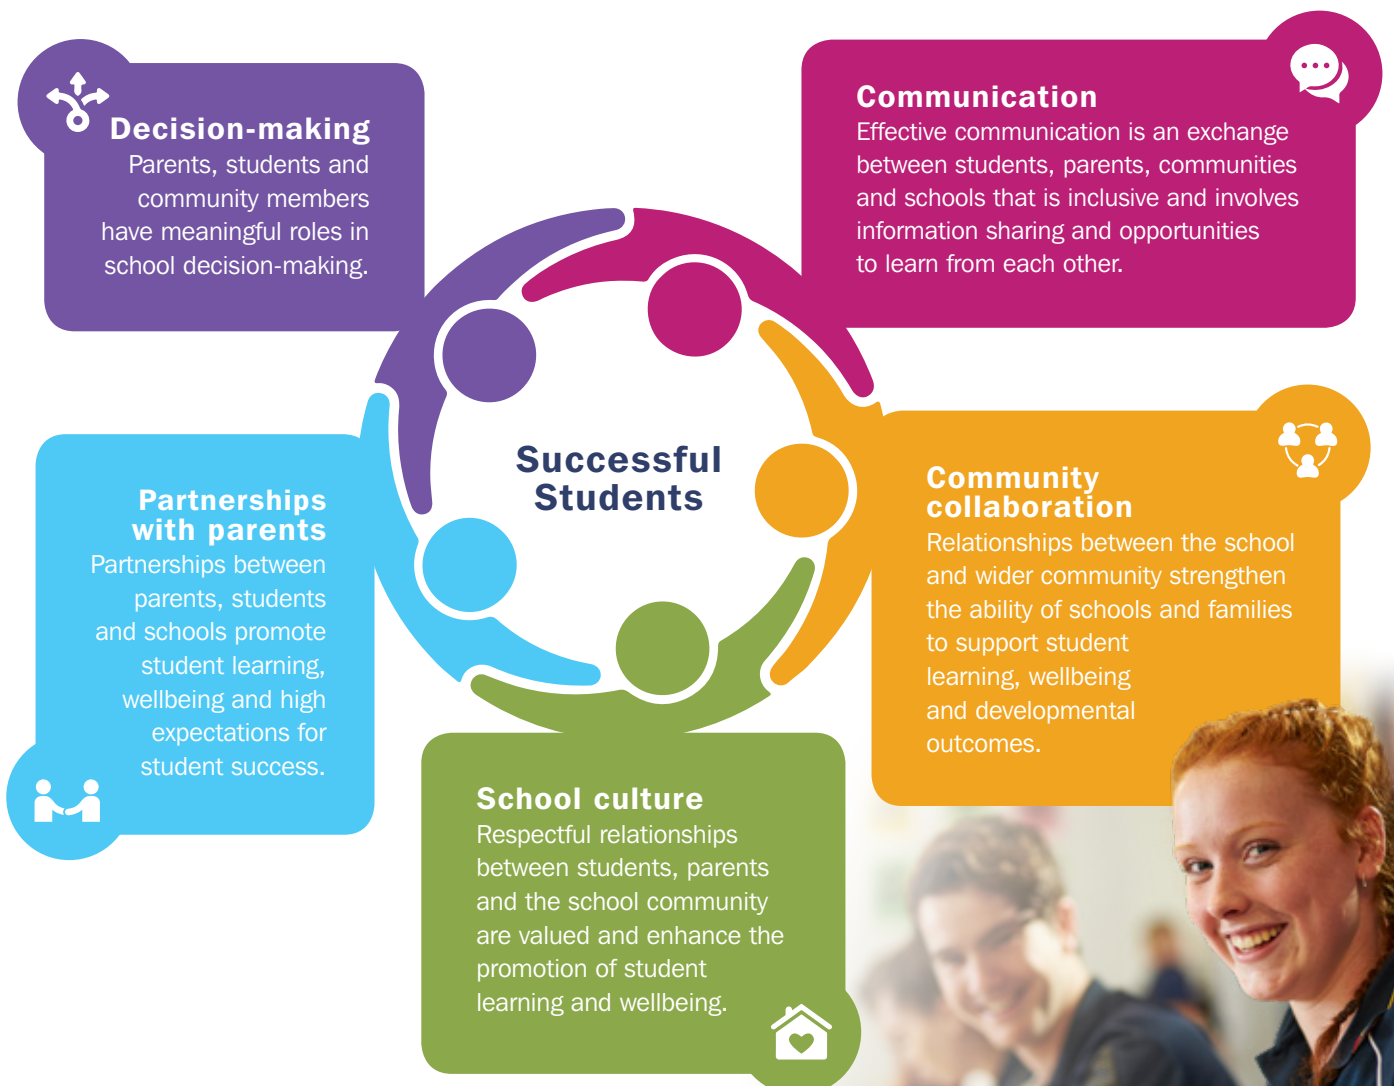 Decision-making
Parents, students and
community members
have meaningful roles in
school decision-making.
Communication
Effective communication is an exchange
between students, parents, communities
and schools that is inclusive and involves
information sharing and opportunities
to learn from each other.
Successful
Students
Partnerships
with parents
Partnerships between
parents, students
and schools promote
student learning,
wellbeing and high
expectations for
student success.
Community
collaboration
Relationships between the school
and wider community strengthen
the ability of schools and families
to support student
learning, wellbeing
and developmental
outcomes.
School culture
Respectful relationships
between students, parents
and the school community
are valued and enhance the
promotion of student
learning and wellbeing.